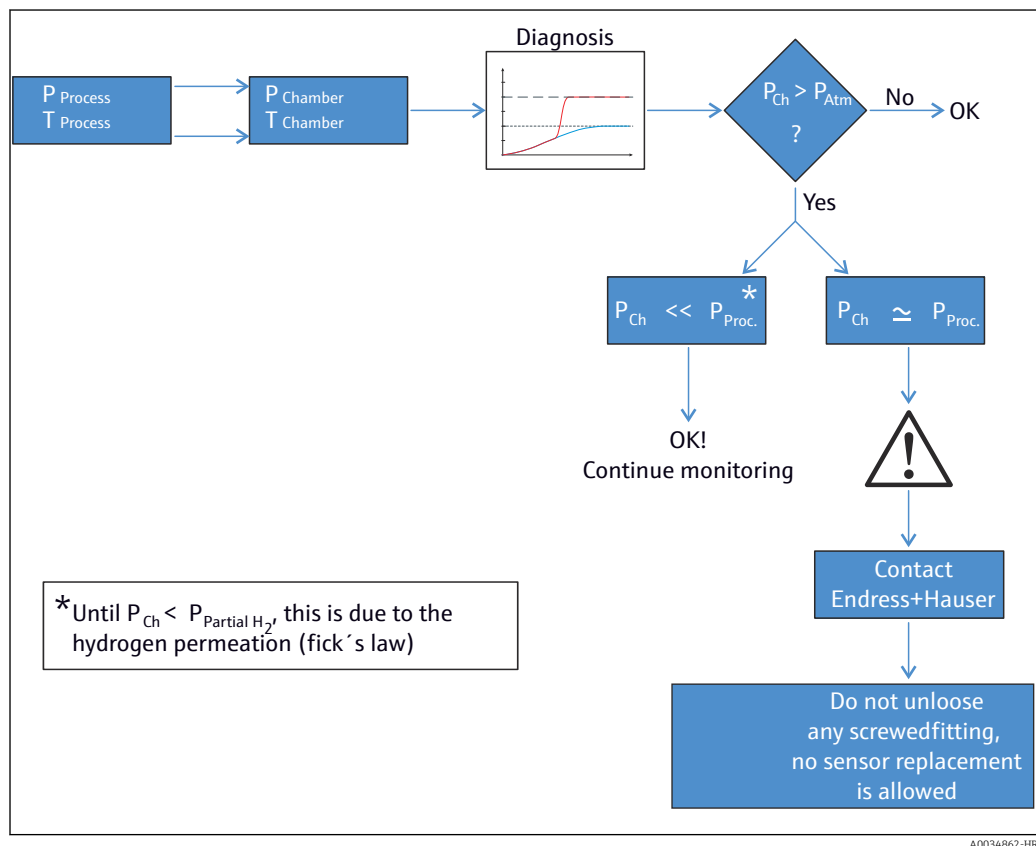 Diagnosis
P Process
T Process
P Chamber
T Chamber
P Ch > P Atm
?
No
OK
Yes
P Ch << P Proc. *
P Ch ≃ P Proc.
OK!
Continue monitoring
!
Contact
Endress+Hauser
*Until P Ch < P Partial H2, this is due to the
hydrogen permeation (fick´s law)
Do not unloose
any screwedfitting,
no sensor replacement
is allowed